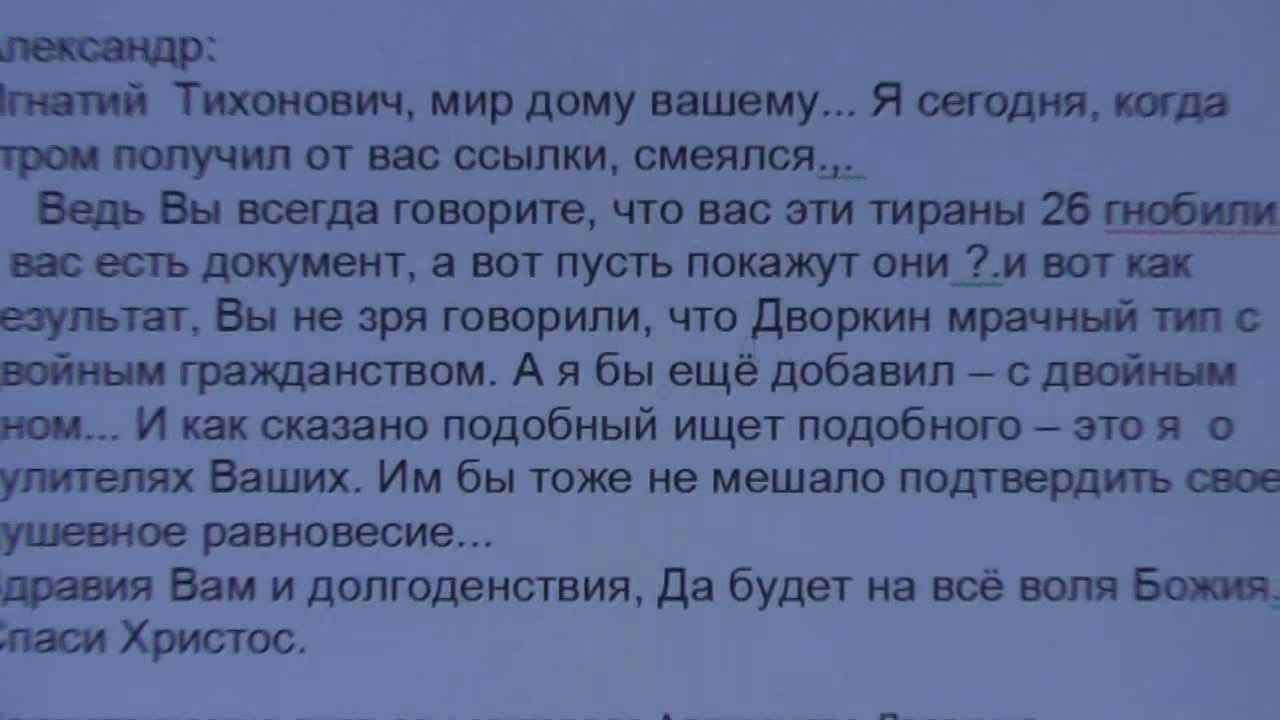 лександр:
гнатий Тихонович, мир дому вашему... Я сегодня, когда
тром получил от вас ссылки, смеялся.,.
Ведь Вы всегда говорите, что вас эти тираны 26 гнобили
вас есть документ, а вот пусть покажут они ?.и вот как
езультат, Вы не зря говорили, что Дворкин мрачный тип с
войным гражданством. А я бы ещё добавил – с двойным
ном... И как сказано подобный ищет подобного – это я о
улителях Ваших. Им бы тоже не мешало подтвердить свое
ушевное равновесие...
дравия Вам и долгоденствия, Да будет на всё воля Божия.
Спаси Христос.